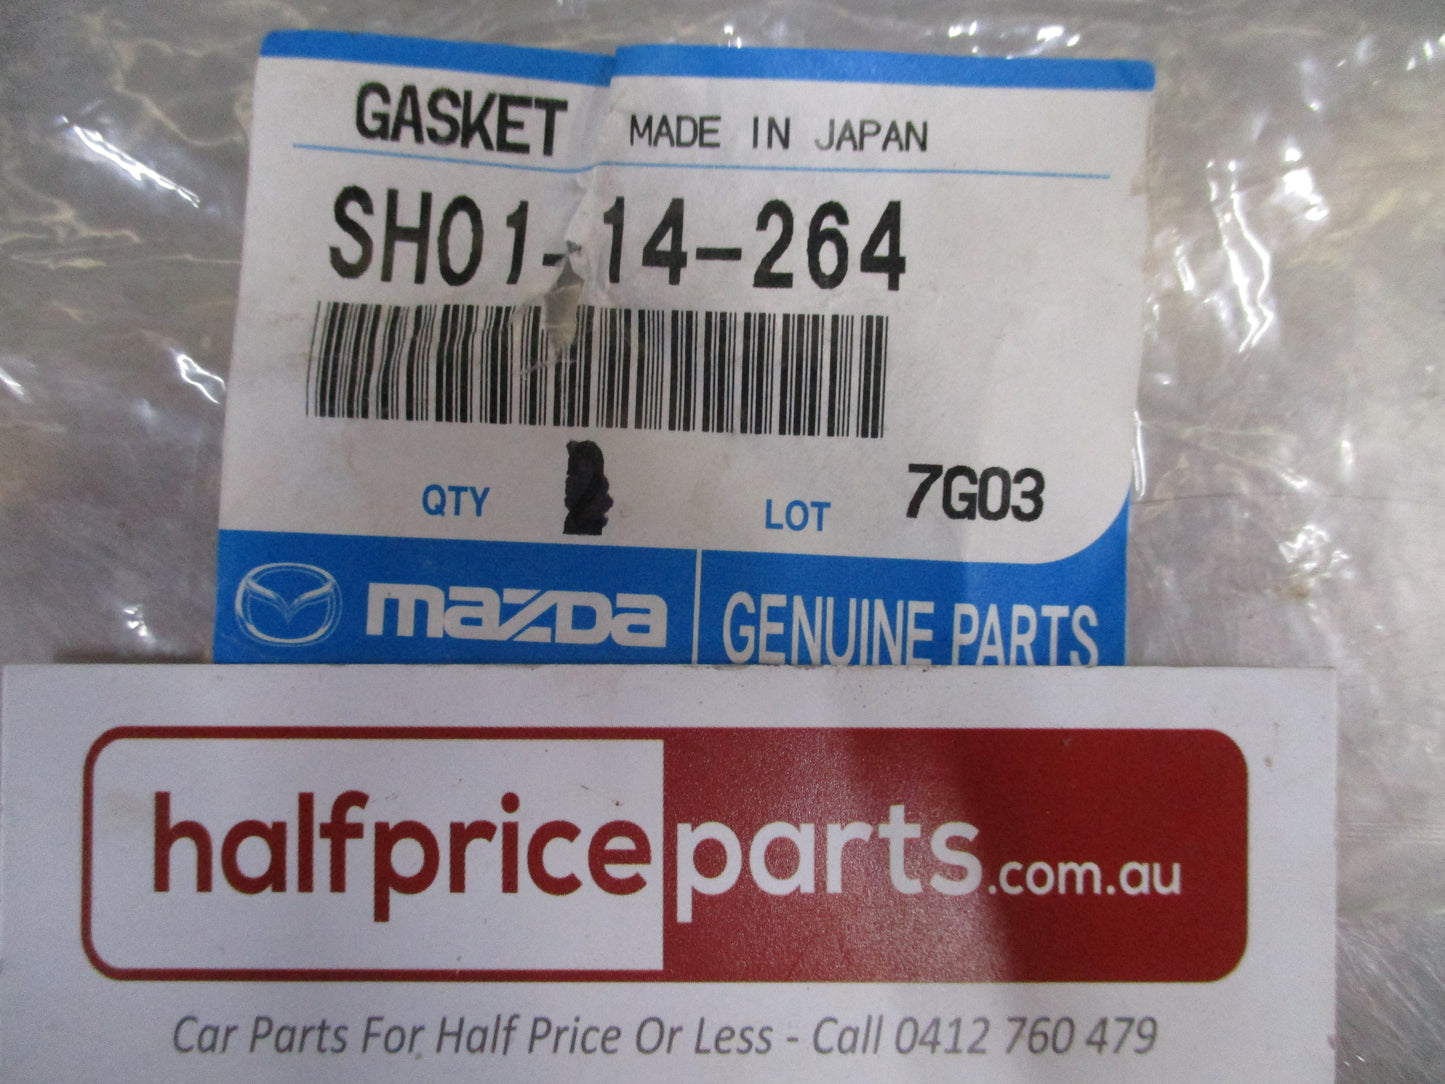 GASKET MADE IN JAPAN
SH01-14-264
QTY LOT 7G03
mazda GENUINE PARTS
halfpriceparts.com.au
Car Parts For Half Price Or Less - Call 0412 760 479